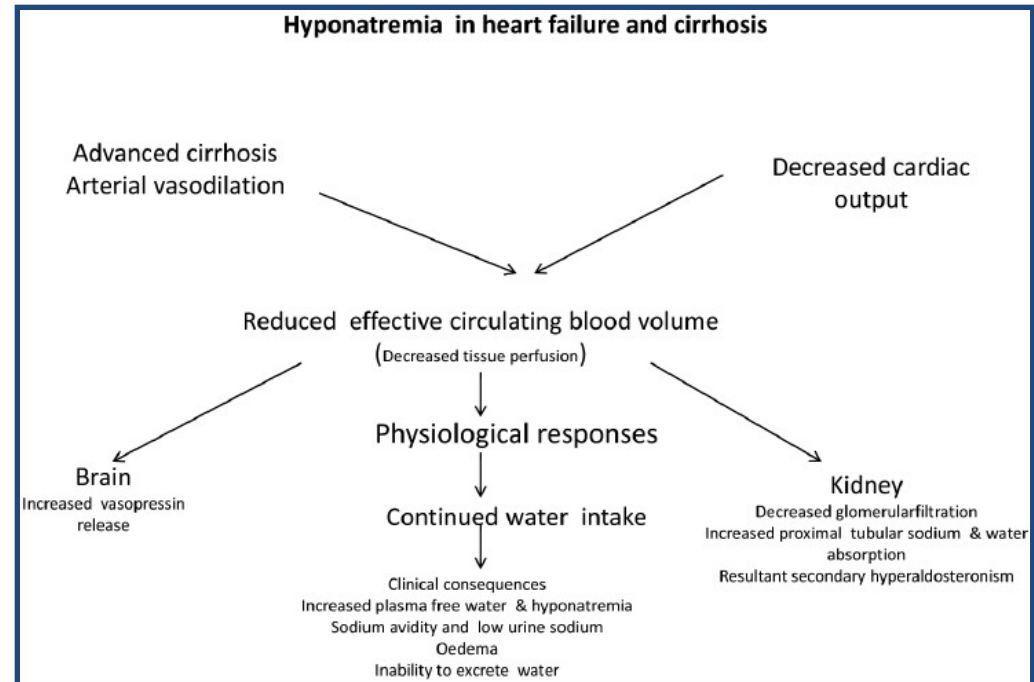 Hyponatremia in heart failure and cirrhosis
Advanced cirrhosis
Arterial vasodilation
Decreased cardiac
output
Reduced effective circulating blood volume
(Decreased tissue perfusion)
Physiological responses
Brain
Increased vasopressin
release
Continued water intake
Kidney
Decreased glomerularfiltration
Increased proximal tubular sodium & water
absorption
Resultant secondary hyperaldosteronism
Clinical consequences
Increased plasma free water & hyponatremia
Sodium avidity and low urine sodium
Oedema
Inability to excrete water